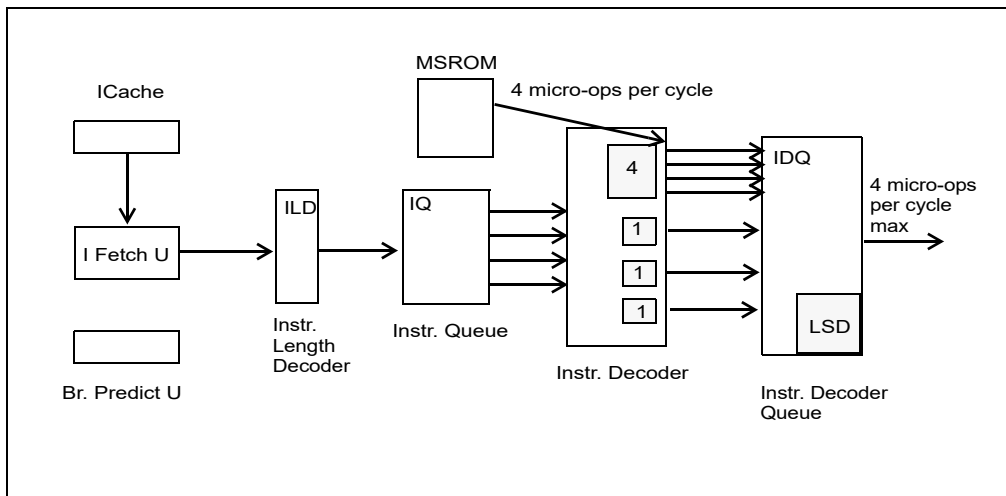 MSROM
ICache
4 micro-ops per cycle
IDQ
4
4 micro-ops
per cycle
max
ILD
IQ
I Fetch U
1
1
1
LSD
Instr.
Length
Decoder
Instr. Queue
Instr. Decoder
Br. Predict U
Instr. Decoder
Queue